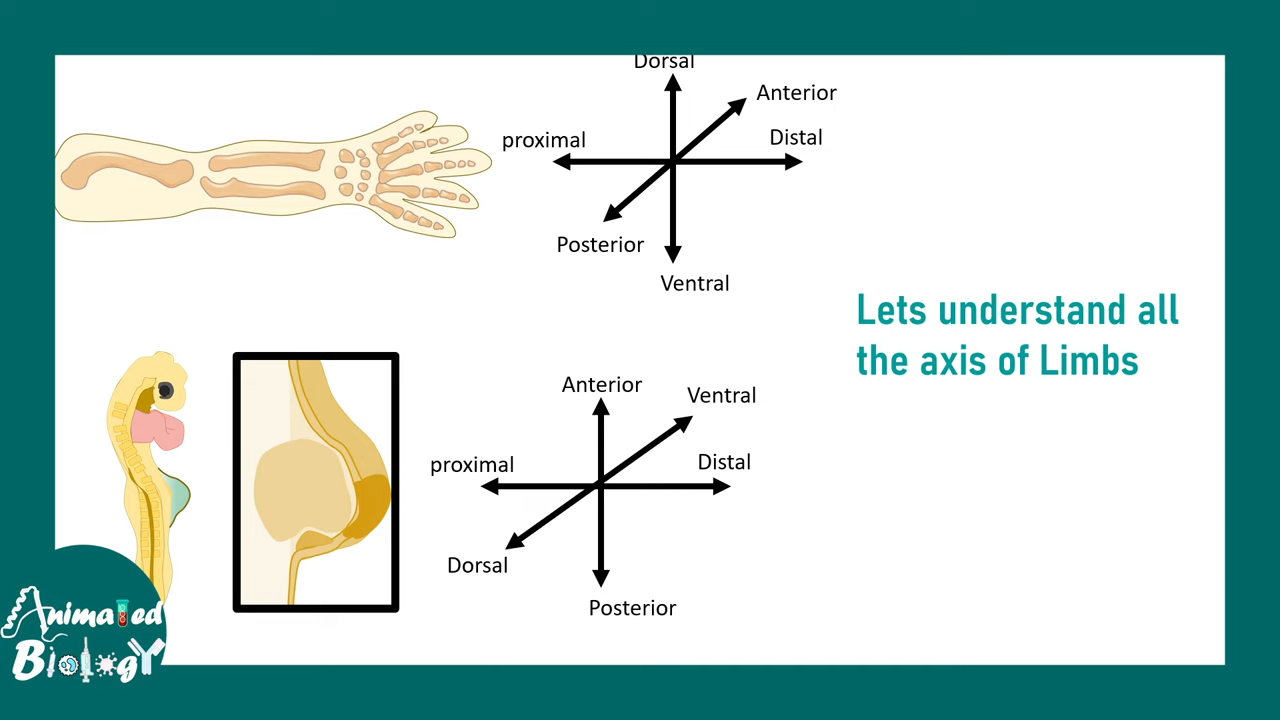 Dorsal
Anterior
proximal
Distal
Posterior
Ventral
Lets understand all
the axis of Limbs
Anterior
Ventral
proximal
Distal
Dorsal
Posterior
Animated
Biology